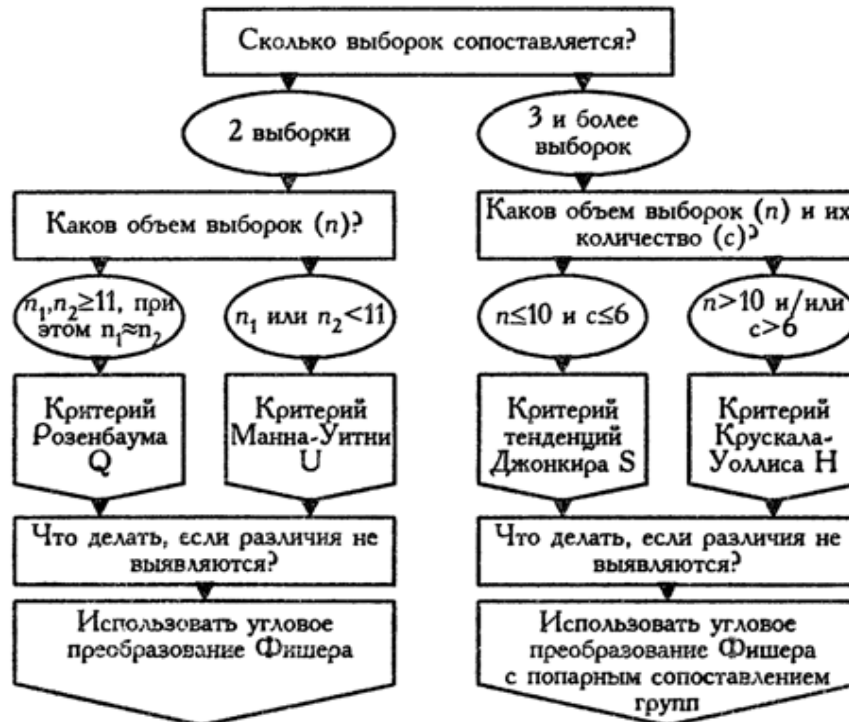 Сколько выборок сопоставляется?
2 выборки
3 и более
выборок
Каков объем выборок (n)?
Каков объем выборок (n) и их
количество (c)?
n₁,n₂≥11, при
этом n₁≈n₂
n₁ или n₂<11
n≤10 и c≤6
n>10 и/или
c>6
Критерий
Розенбаума
Q
Критерий
Манна-Уитни
U
Критерий
тенденций
Джонкира S
Критерий
Крускала-
Уоллиса H
Что делать, если различия не
выявляются?
Что делать, если различия не
выявляются?
Использовать угловое
преобразование Фишера
Использовать угловое
преобразование Фишера
с попарным сопоставлением
групп